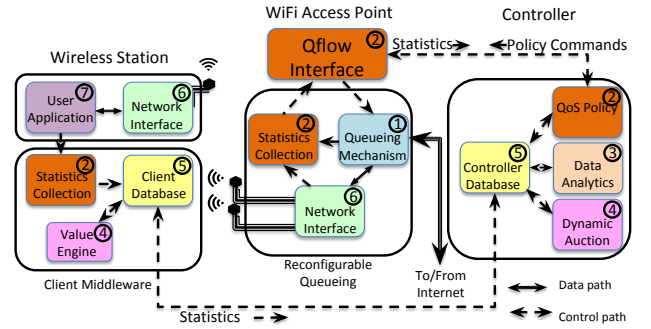 WiFi Access Point
Controller
Wireless Station
Qflow
Interface
2
Statistics
Policy Commands
User
Application
7
Network
Interface
6
Statistics
Collection
2
Client
Database
5
Value
Engine
4
Client Middleware
Statistics
Collection
2
Queueing
Mechanism
1
Network
Interface
6
Reconfigurable
Queueing
To/From
Internet
QoS Policy
2
Controller
Database
5
Data
Analytics
3
Dynamic
Auction
4
Data path
Control path
Statistics